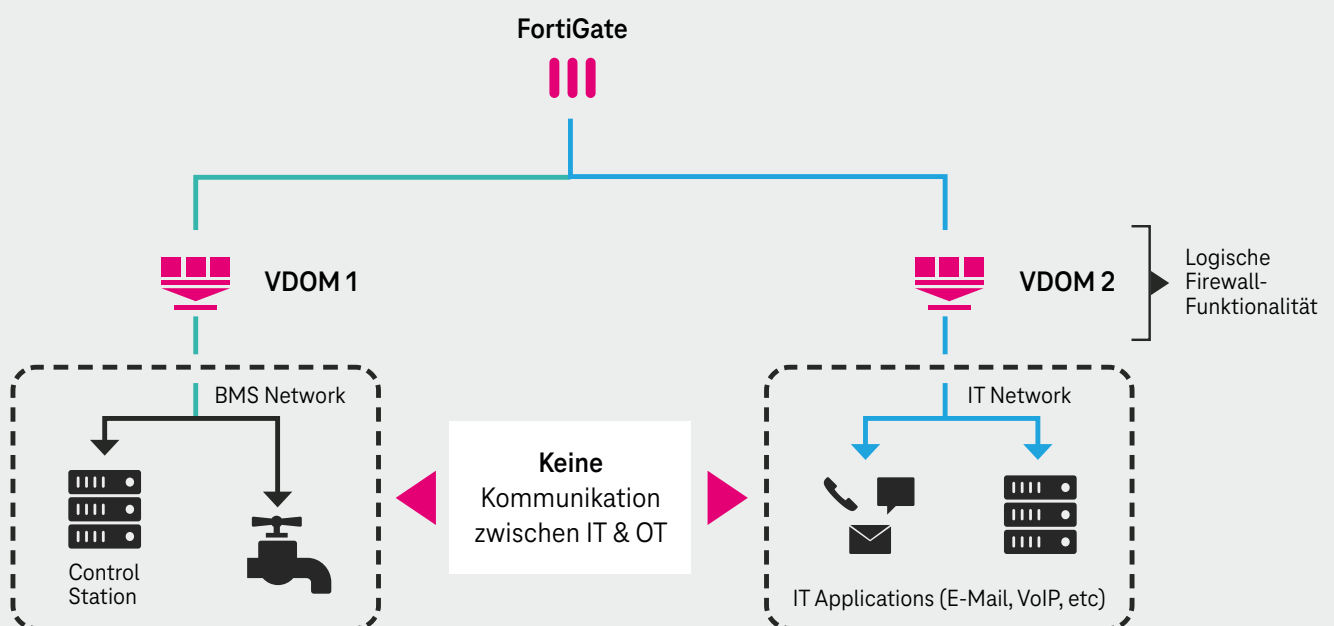 FortiGate
VDOM 1
VDOM 2
Logische
Firewall-
Funktionalität
BMS Network
IT Network
Keine
Kommunikation
zwischen IT & OT
Control
Station
IT Applications (E-Mail, VoIP, etc)